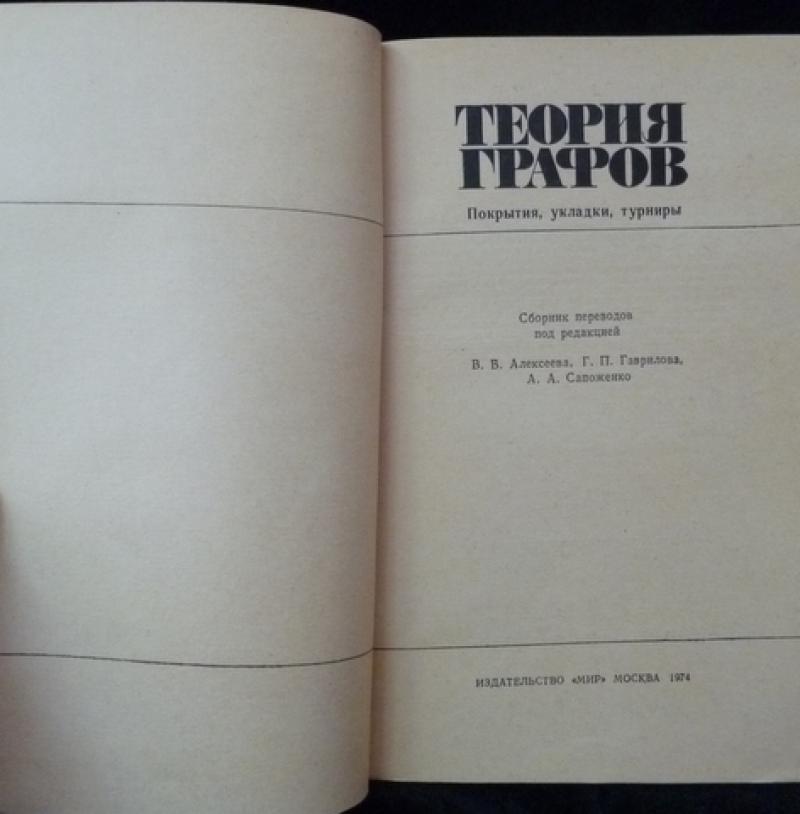 ТЕОРИЯ
ГРАФОВ
Покрытия, укладки, турниры
Сборник переводов
под редакцией
В. Б. Алексеева, Г. П. Гаврилова,
А. А. Сапоженко
ИЗДАТЕЛЬСТВО «МИР» МОСКВА 1974